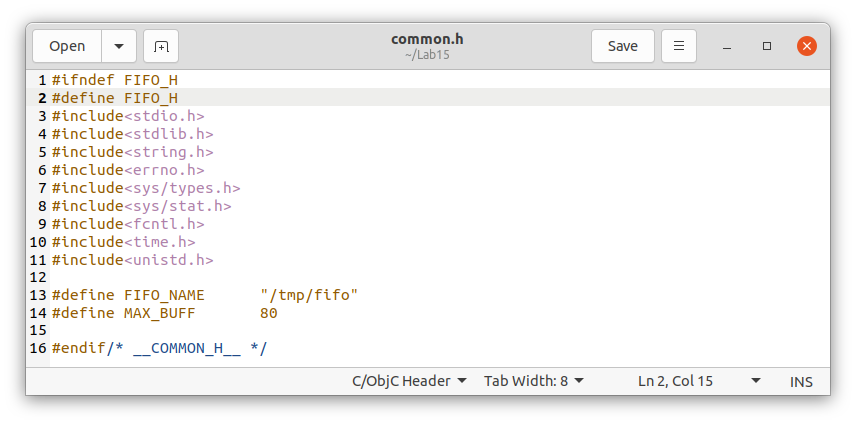 Open
common.h
~/Lab15
Save
1 #ifndef FIFO_H
2 #define FIFO_H
3 #include<stdio.h>
4 #include<stdlib.h>
5 #include<string.h>
6 #include<errno.h>
7 #include<sys/types.h>
8 #include<sys/stat.h>
9 #include<fcntl.h>
10 #include<time.h>
11 #include<unistd.h>
12
13 #define FIFO_NAME      "/tmp/fifo"
14 #define MAX_BUFF       80
15
16 #endif/* __COMMON_H__ */
C/ObjC Header Tab Width: 8 Ln 2, Col 15 INS